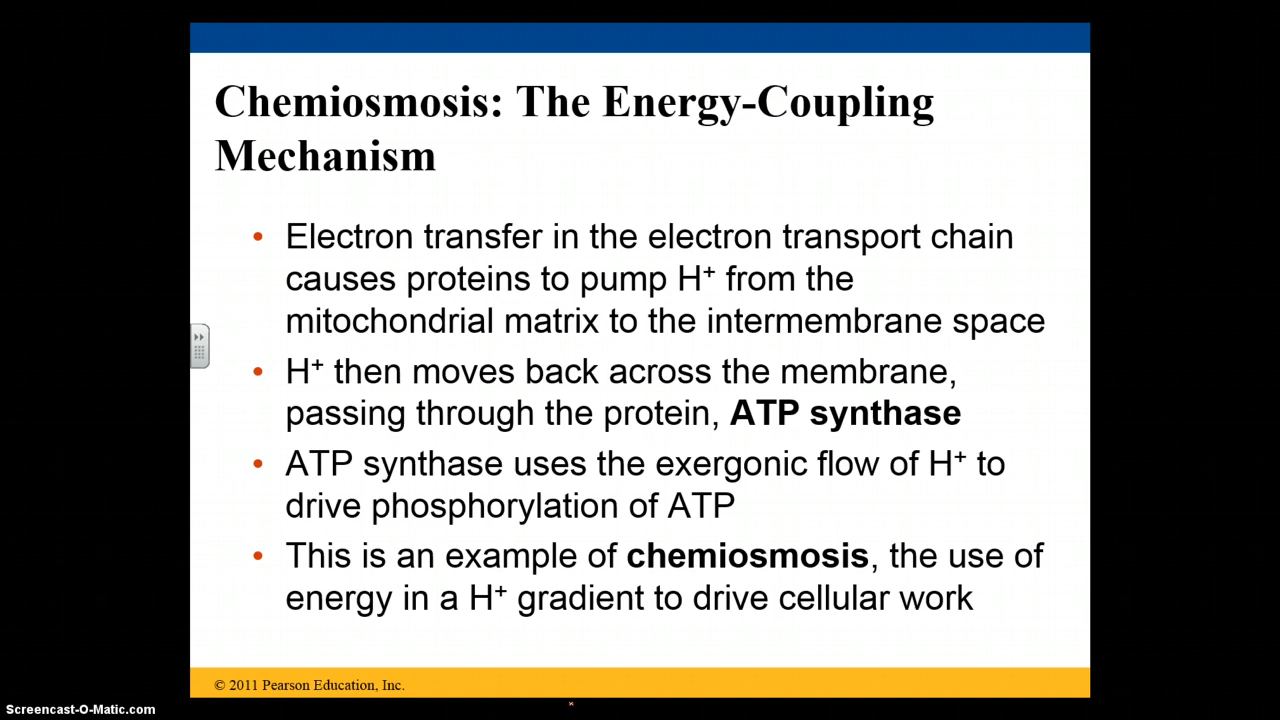 Chemiosmosis: The Energy-Coupling
Mechanism
• Electron transfer in the electron transport chain
causes proteins to pump H⁺ from the
mitochondrial matrix to the intermembrane space
• H⁺ then moves back across the membrane,
passing through the protein, ATP synthase
• ATP synthase uses the exergonic flow of H⁺ to
drive phosphorylation of ATP
• This is an example of chemiosmosis, the use of
energy in a H⁺ gradient to drive cellular work
© 2011 Pearson Education, Inc.
Screencast-O-Matic.com